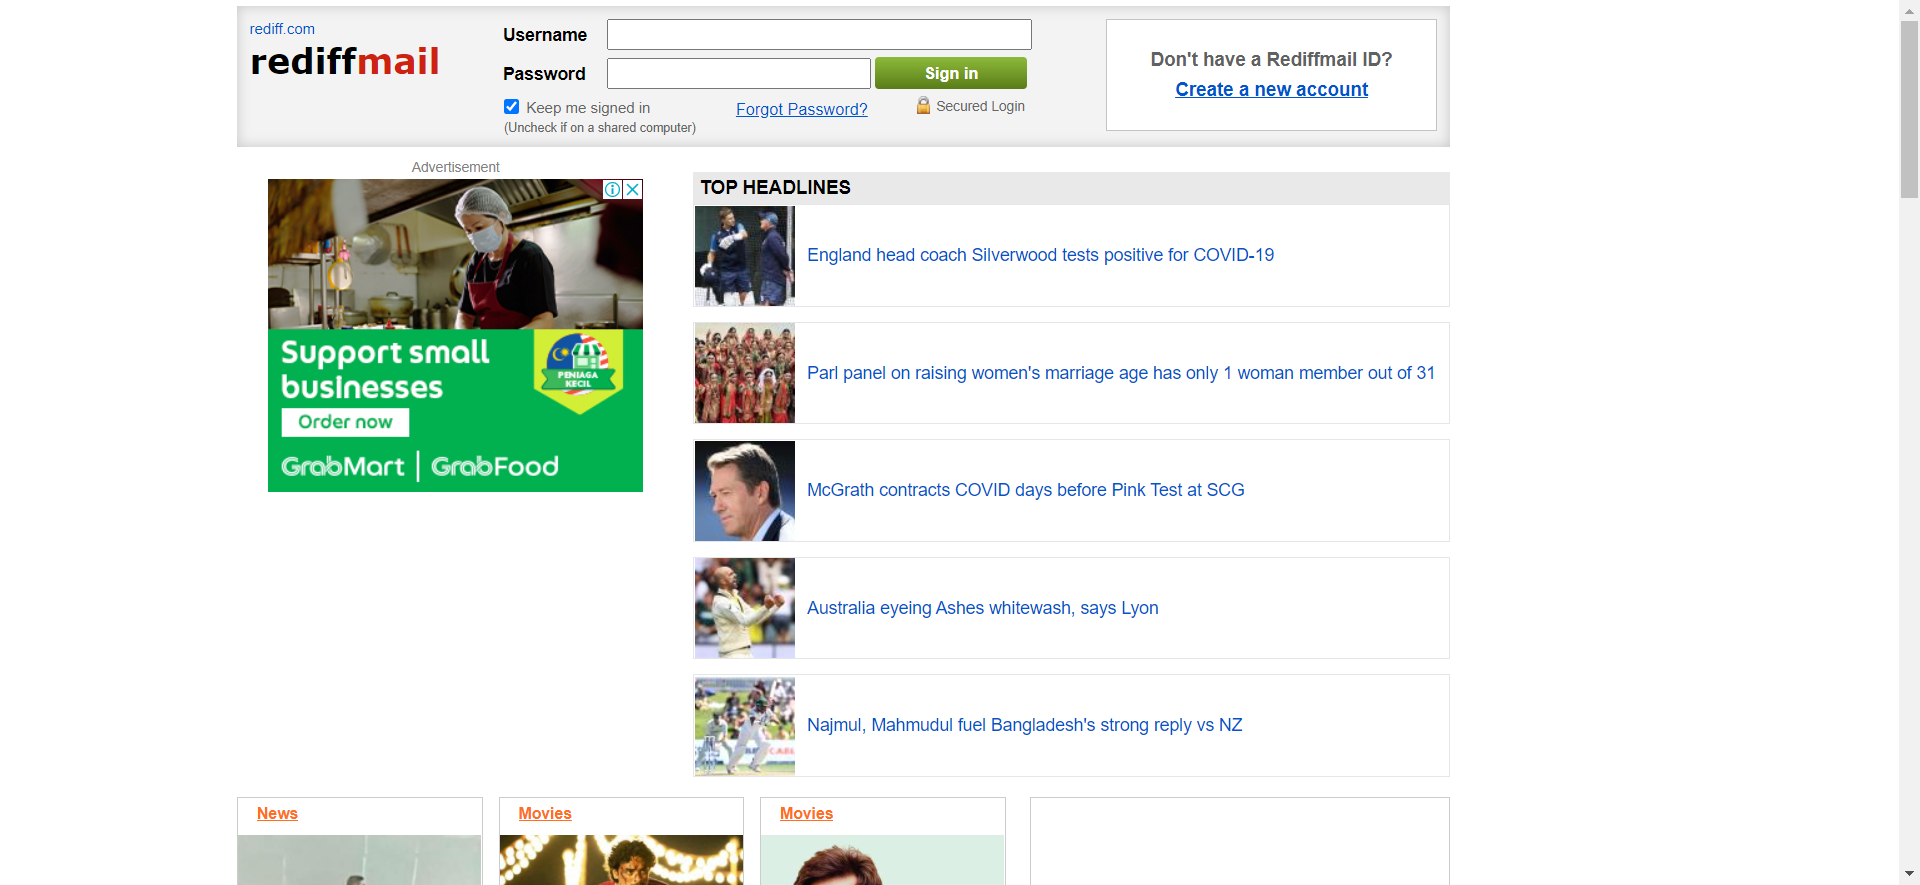 rediff.com
rediffmail
Username
Password
Sign in
Keep me signed in
(Uncheck if on a shared computer)
Forgot Password?
Secured Login
Don't have a Rediffmail ID?
Create a new account
Advertisement
Support small
businesses
PENIAGA
KECIL
Order now
GrabMart | GrabFood
TOP HEADLINES
England head coach Silverwood tests positive for COVID-19
Parl panel on raising women's marriage age has only 1 woman member out of 31
McGrath contracts COVID days before Pink Test at SCG
Australia eyeing Ashes whitewash, says Lyon
Najmul, Mahmudul fuel Bangladesh's strong reply vs NZ
News
Movies
Movies